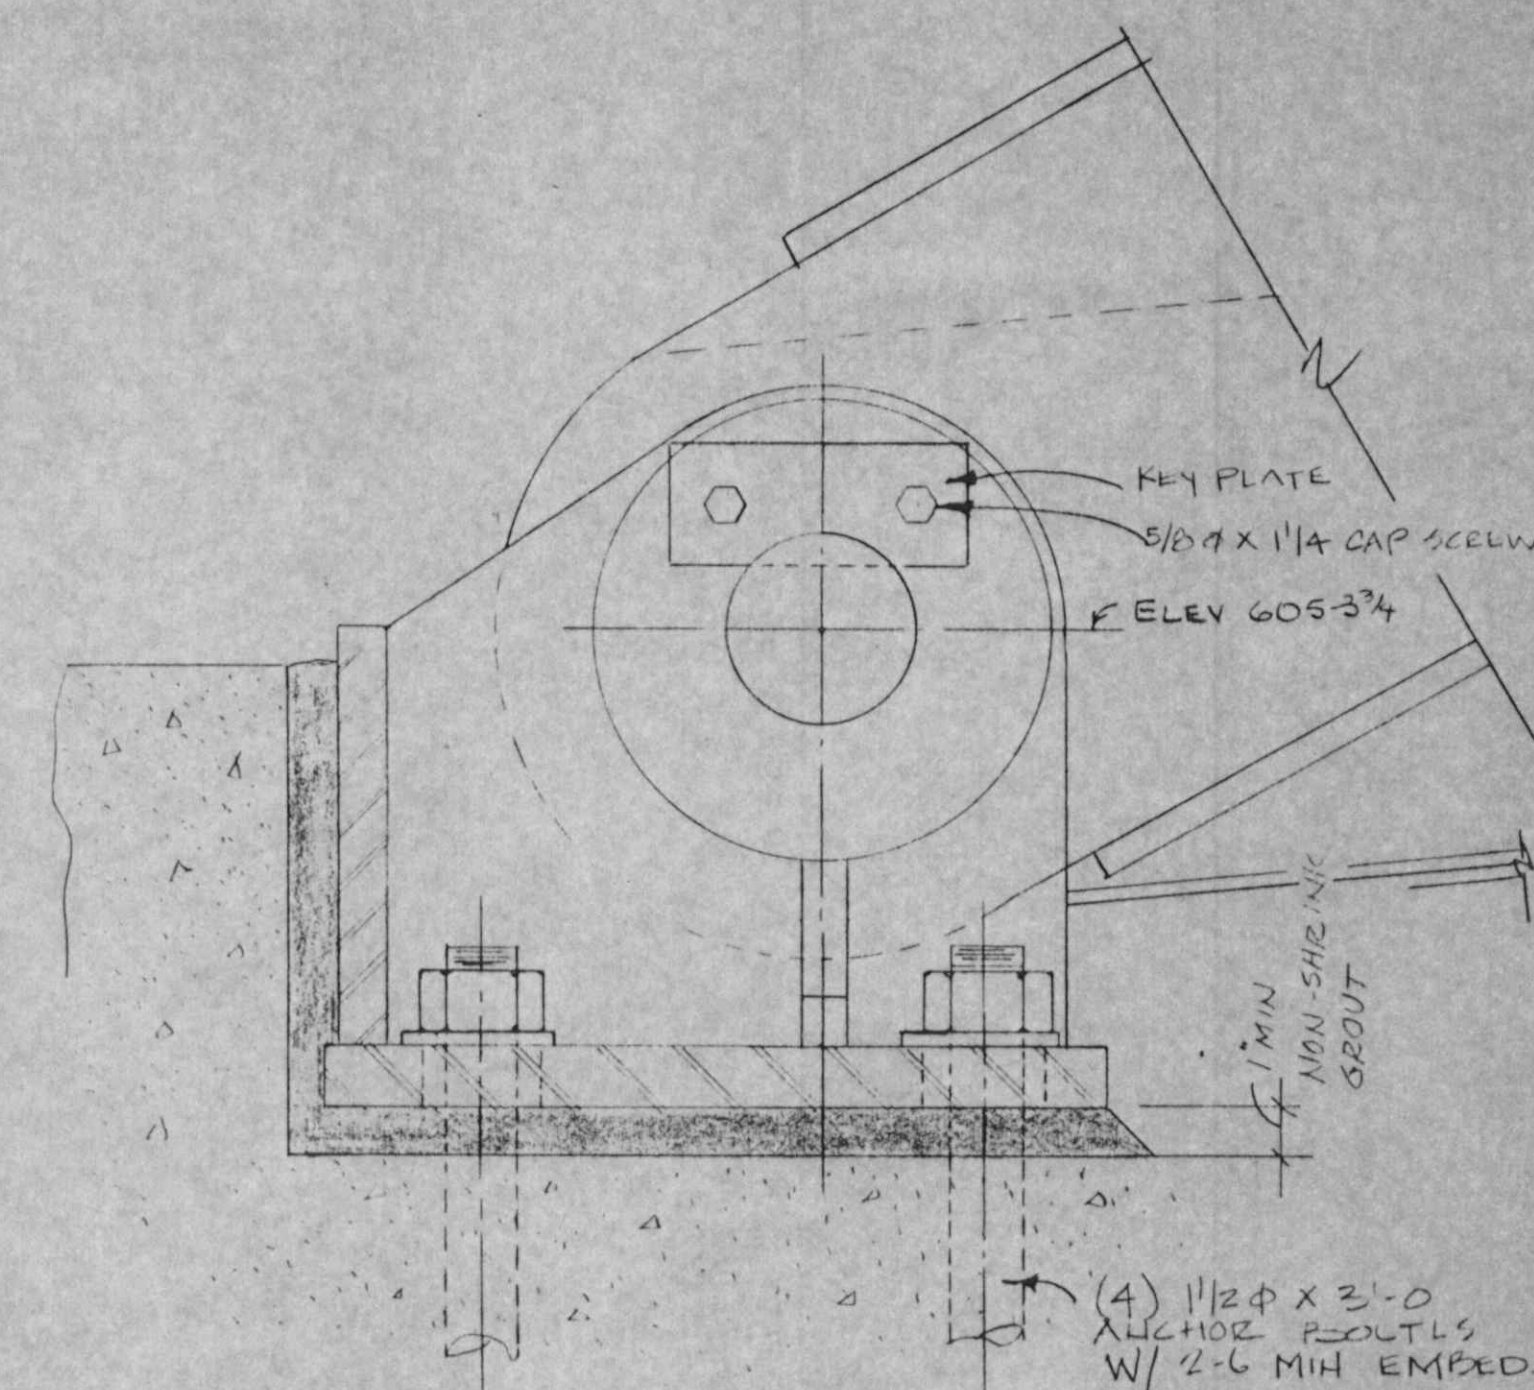 KEY PLATE
5/8 φ X 1 1/4 CAP SCREW
ELEV 605-3 3/4
1" MIN
NON-SHRINK
GROUT
(4) 1 1/2 φ X 3'-0
ANCHOR BOLTLS
W/ 2-6 MIN EMBED.